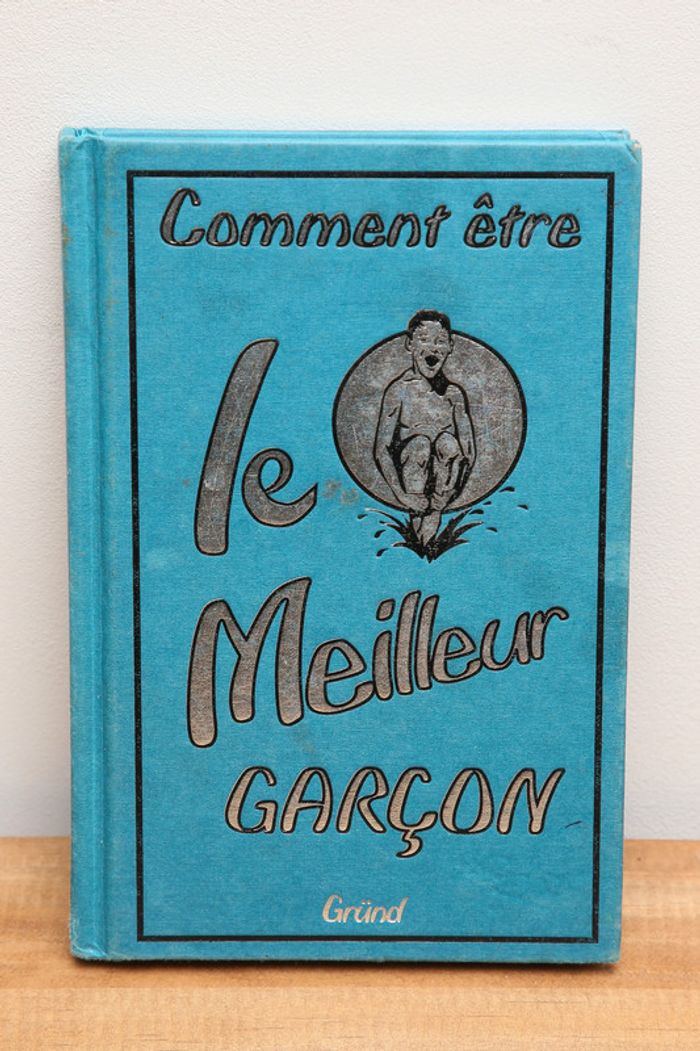 Comment être
le
Meilleur
GARÇON
Gründ